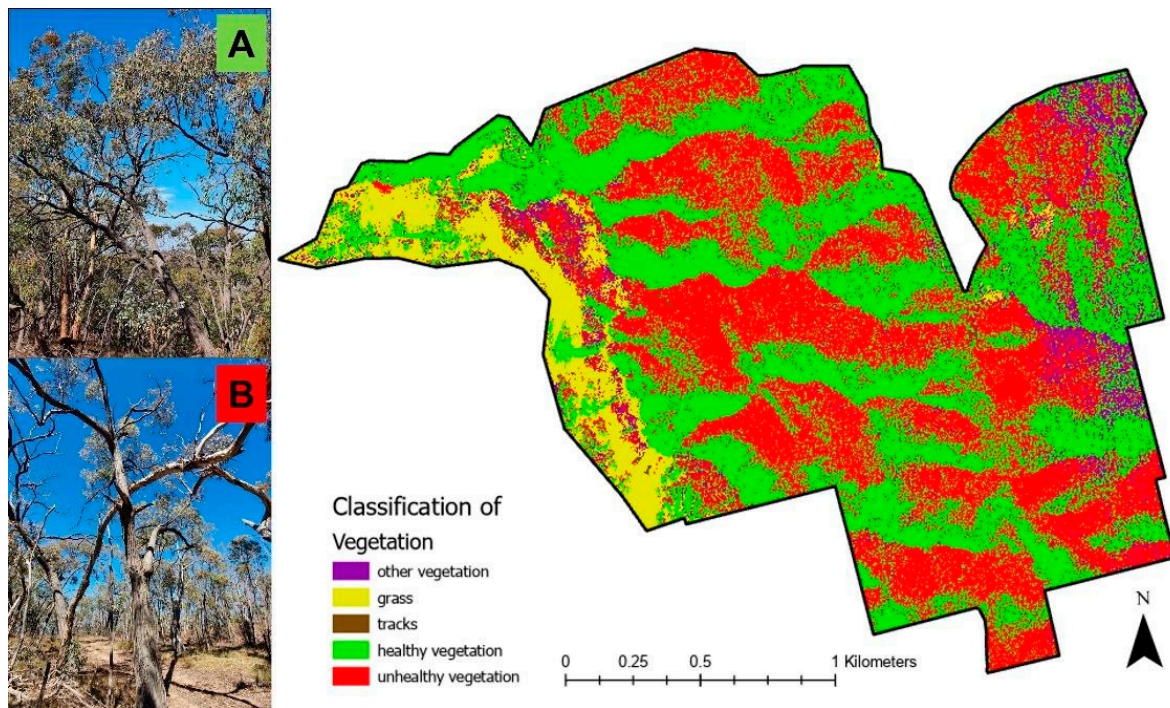 A
B
Classification of
Vegetation
other vegetation
grass
tracks
healthy vegetation
unhealthy vegetation
0 0.25 0.5 1 Kilometers
N